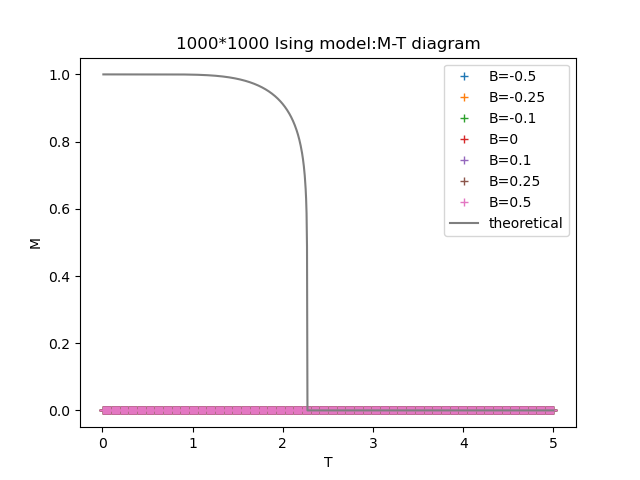 1000*1000 Ising model:M-T diagram
M
1.0
0.8
0.6
0.4
0.2
0.0
B=-0.5
B=-0.25
B=-0.1
B=0
B=0.1
B=0.25
B=0.5
theoretical
0 1 2 3 4 5
T